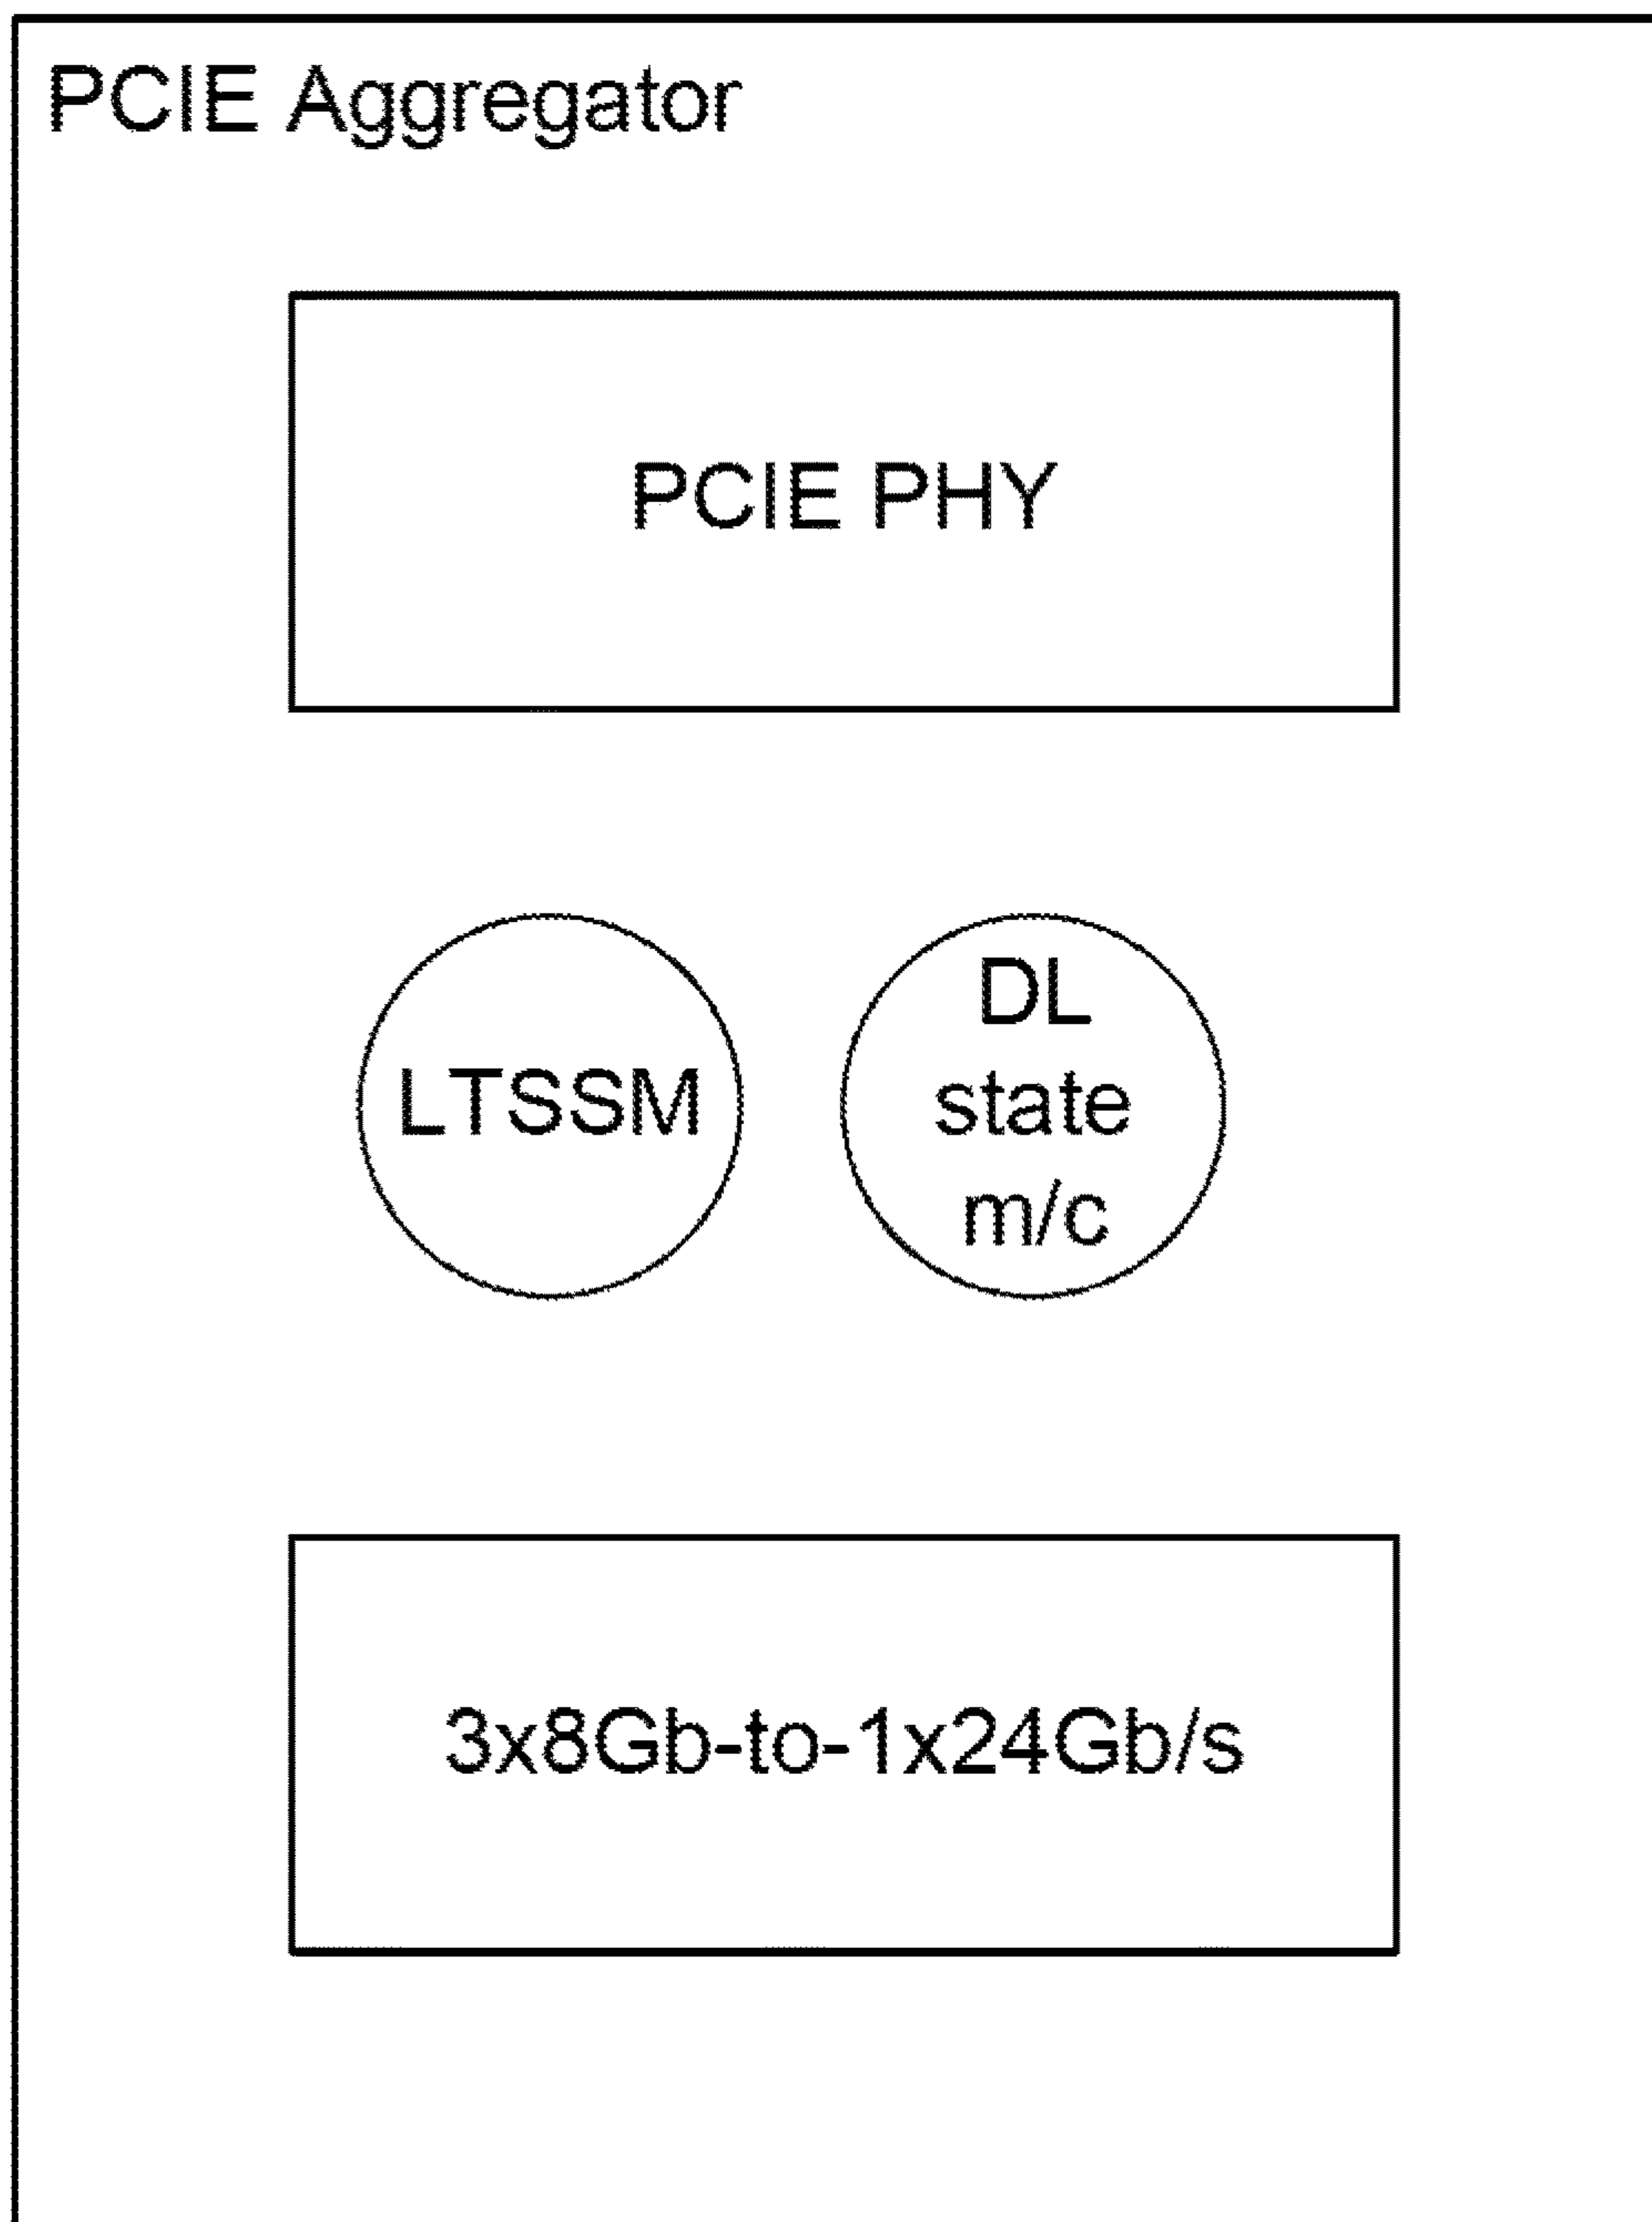 PCIE Aggregator
PCIE PHY
LTSSM
DL
state
m/c
3x8Gb-to-1x24Gb/s